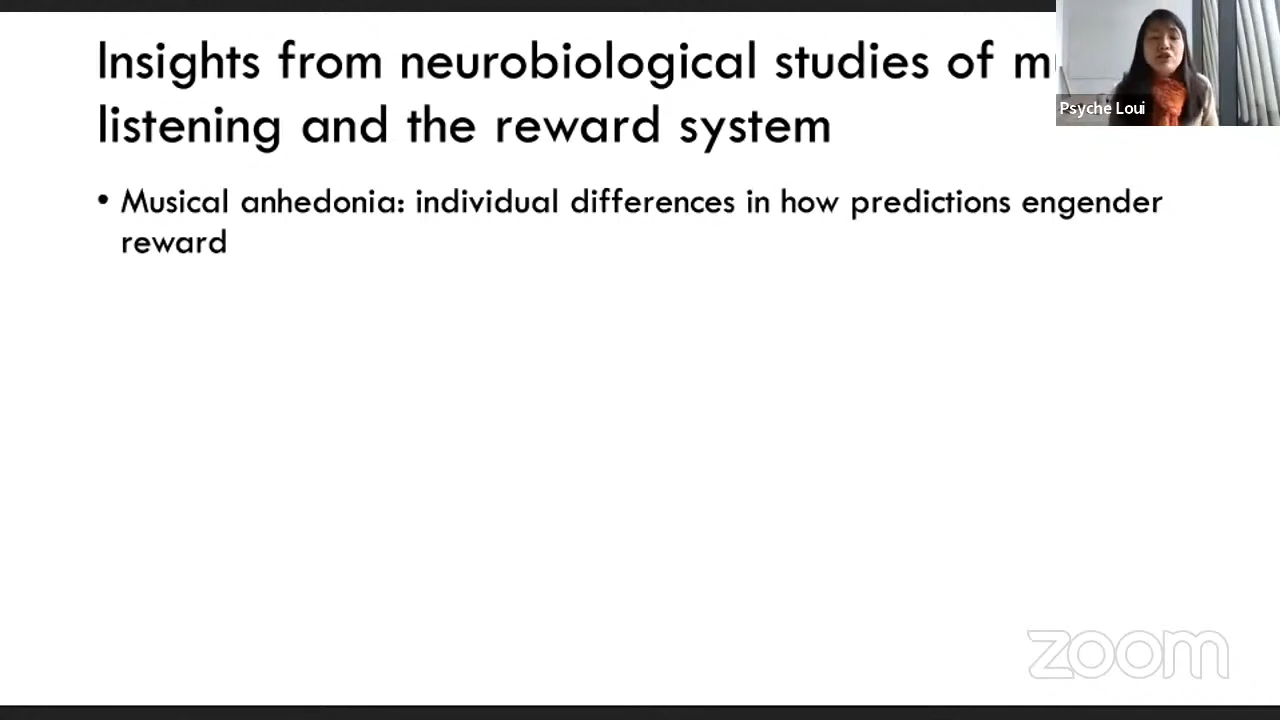 Insights from neurobiological studies of
listening and the reward system
Psyche Loui
• Musical anhedonia: individual differences in how predictions engender
reward
zoom